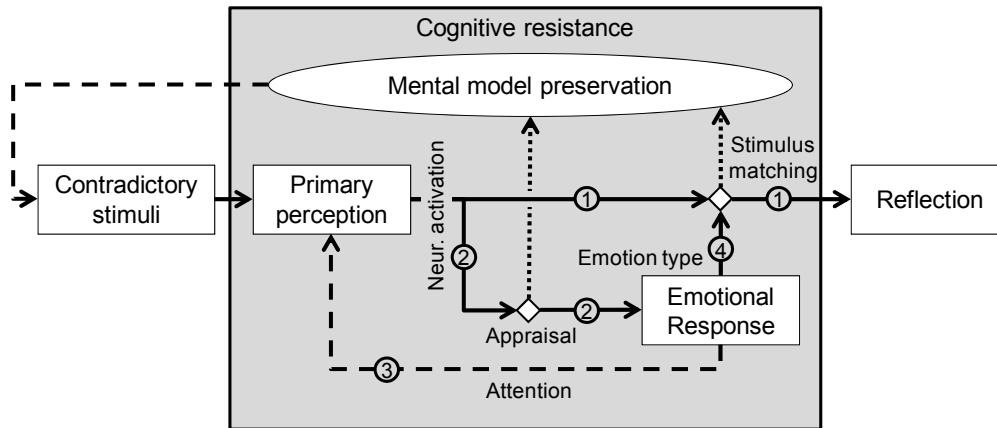 Cognitive resistance
Mental model preservation
Contradictory
stimuli
Primary
perception
Neur. activation
1
Stimulus
matching
1
Reflection
2
Emotion type
4
Appraisal
2
Emotional
Response
3
Attention